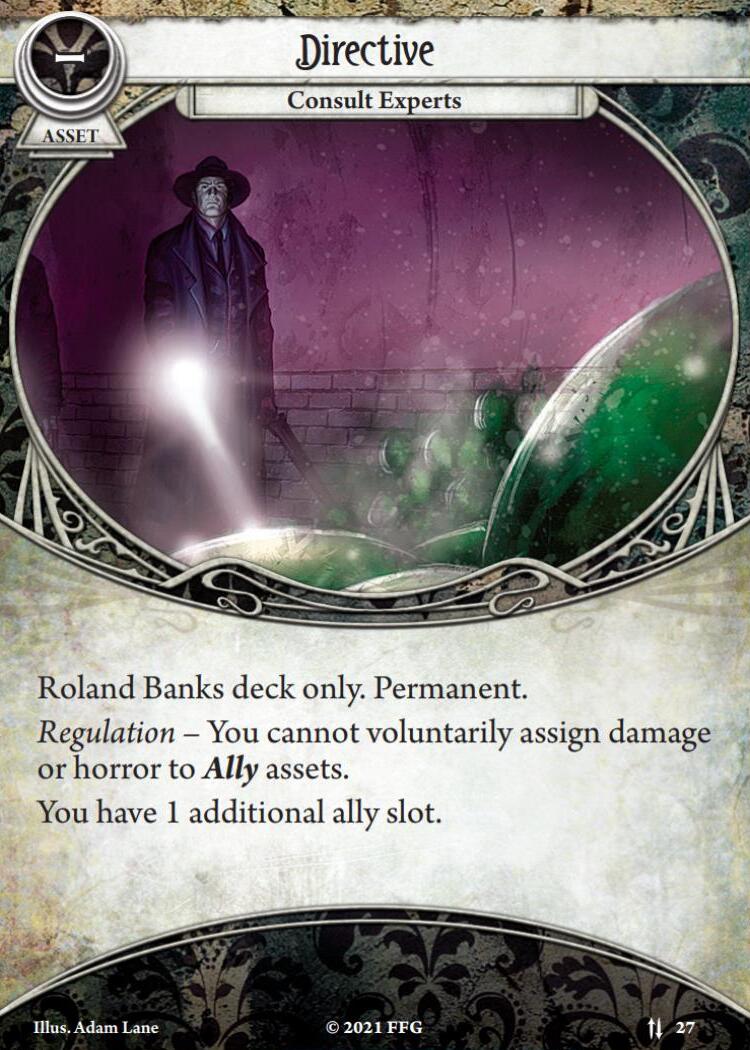 Directive
Consult Experts
ASSET
Roland Banks deck only. Permanent.
Regulation – You cannot voluntarily assign damage
or horror to Ally assets.
You have 1 additional ally slot.
Illus. Adam Lane
© 2021 FFG
27